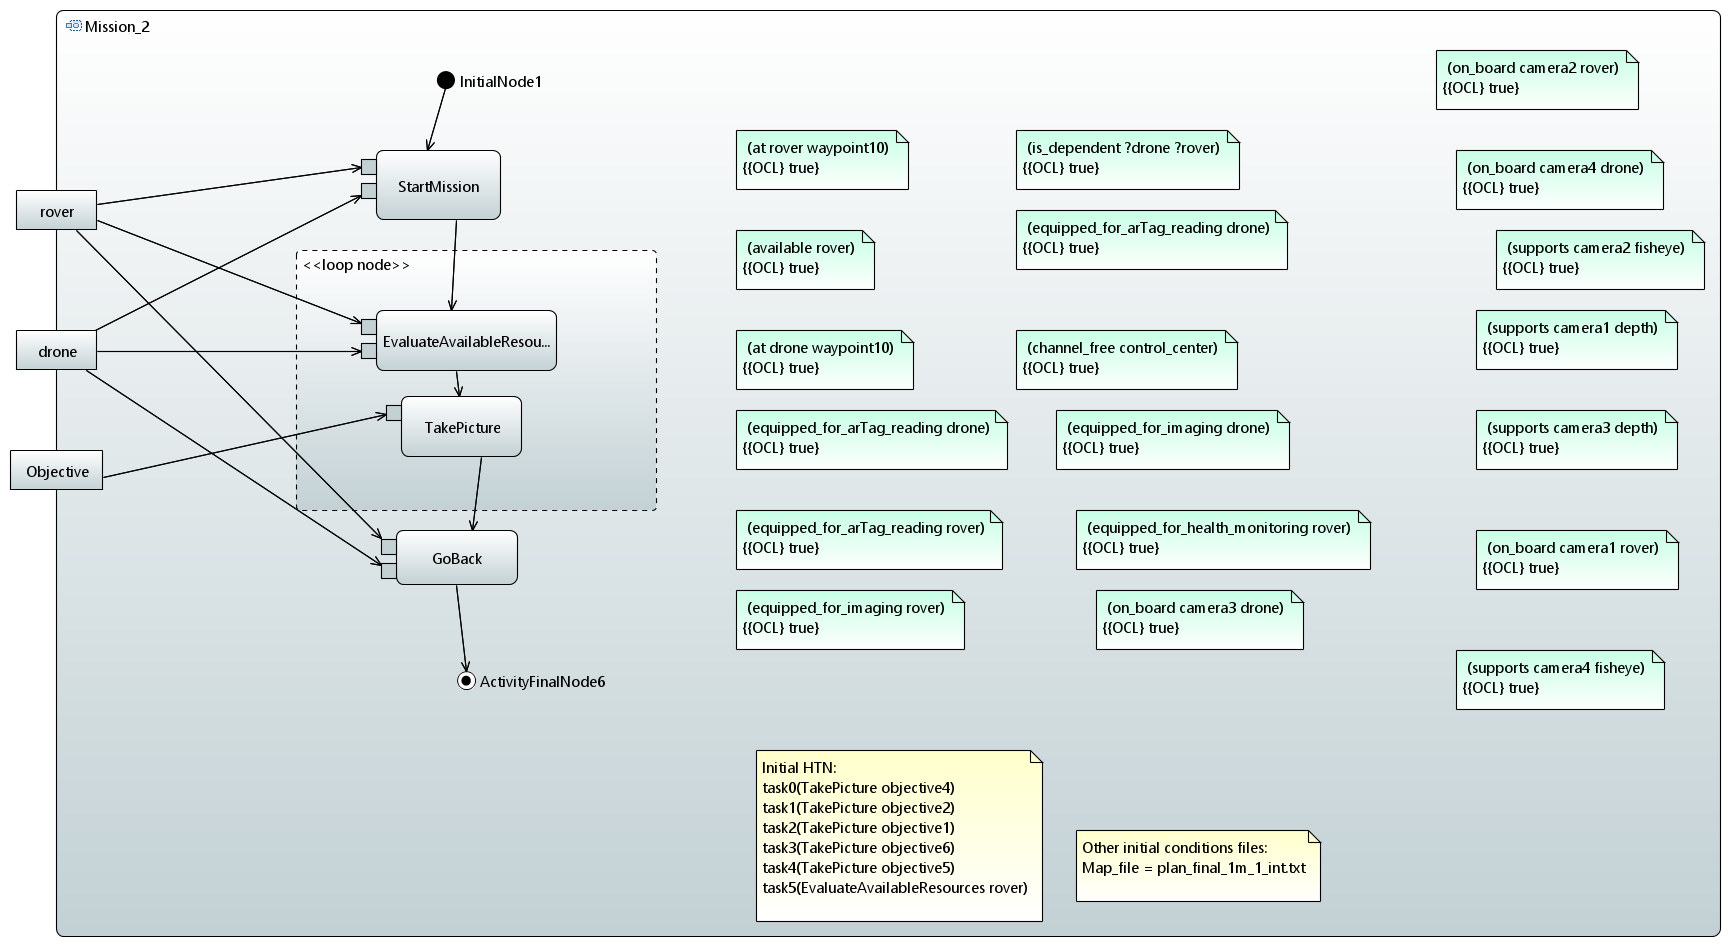 Mission_2
InitialNode1
StartMission
rover
<<loop node>>
EvaluateAvailableResou...
drone
TakePicture
Objective
GoBack
ActivityFinalNode6
(at rover waypoint10)
{{OCL} true}
(available rover)
{{OCL} true}
(at drone waypoint10)
{{OCL} true}
(equipped_for_arTag_reading drone)
{{OCL} true}
(equipped_for_arTag_reading rover)
{{OCL} true}
(equipped_for_imaging rover)
{{OCL} true}
(is_dependent ?drone ?rover)
{{OCL} true}
(equipped_for_arTag_reading drone)
{{OCL} true}
(channel_free control_center)
{{OCL} true}
(equipped_for_imaging drone)
{{OCL} true}
(equipped_for_health_monitoring rover)
{{OCL} true}
(on_board camera3 drone)
{{OCL} true}
(on_board camera2 rover)
{{OCL} true}
(on_board camera4 drone)
{{OCL} true}
(supports camera2 fisheye)
{{OCL} true}
(supports camera1 depth)
{{OCL} true}
(supports camera3 depth)
{{OCL} true}
(on_board camera1 rover)
{{OCL} true}
(supports camera4 fisheye)
{{OCL} true}
Initial HTN:
task0(TakePicture objective4)
task1(TakePicture objective2)
task2(TakePicture objective1)
task3(TakePicture objective6)
task4(TakePicture objective5)
task5(EvaluateAvailableResources rover)
Other initial conditions files:
Map_file = plan_final_1m_1_int.txt